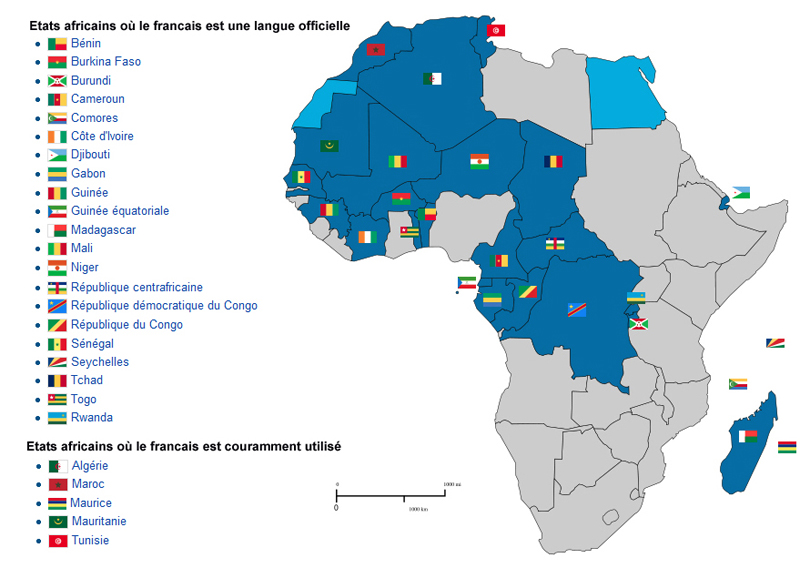 Etats africains où le francais est une langue officielle
Bénin
Burkina Faso
Burundi
Cameroun
Comores
Côte d'Ivoire
Djibouti
Gabon
Guinée
Guinée équatoriale
Madagascar
Mali
Niger
République centrafricaine
République démocratique du Congo
République du Congo
Sénégal
Seychelles
Tchad
Togo
Rwanda
Etats africains où le francais est couramment utilisé
Algérie
Maroc
Maurice
Mauritanie
Tunisie
0 1000 mi
0 1000 km